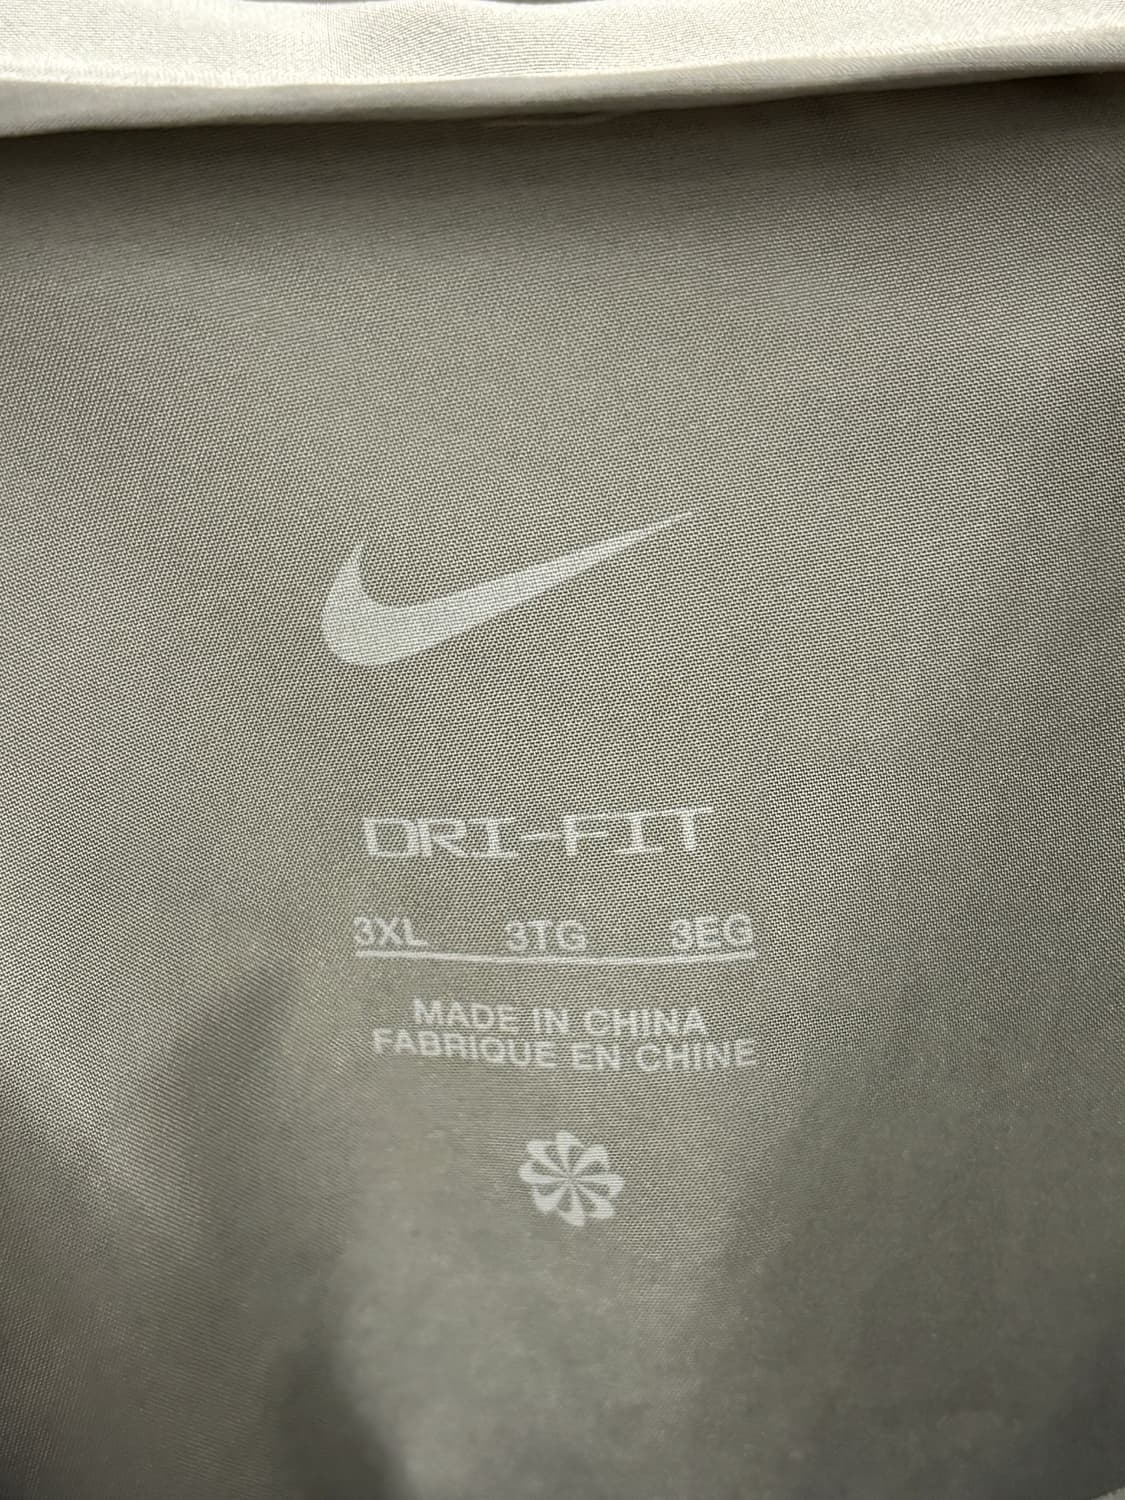 DRI-FIT
3XL 3TG 3EG
MADE IN CHINA
FABRIQUE EN CHINE